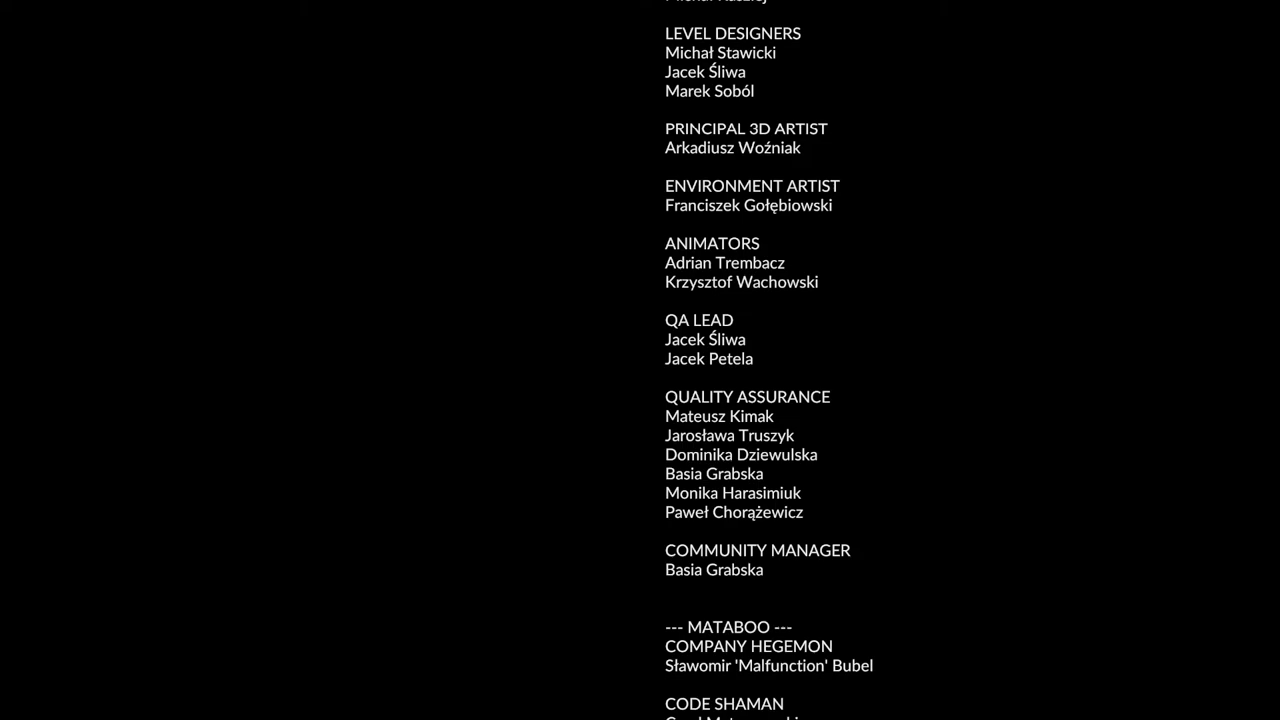 LEVEL DESIGNERS
Michał Stawicki
Jacek Śliwa
Marek Soból
PRINCIPAL 3D ARTIST
Arkadiusz Woźniak
ENVIRONMENT ARTIST
Franciszek Gołębiowski
ANIMATORS
Adrian Trembacz
Krzysztof Wachowski
QA LEAD
Jacek Śliwa
Jacek Petela
QUALITY ASSURANCE
Mateusz Kimak
Jarosława Truszyk
Dominika Dziewulska
Basia Grabska
Monika Harasimiuk
Paweł Chorążewicz
COMMUNITY MANAGER
Basia Grabska
--- MATABOO ---
COMPANY HEGEMON
Sławomir 'Malfunction' Bubel
CODE SHAMAN